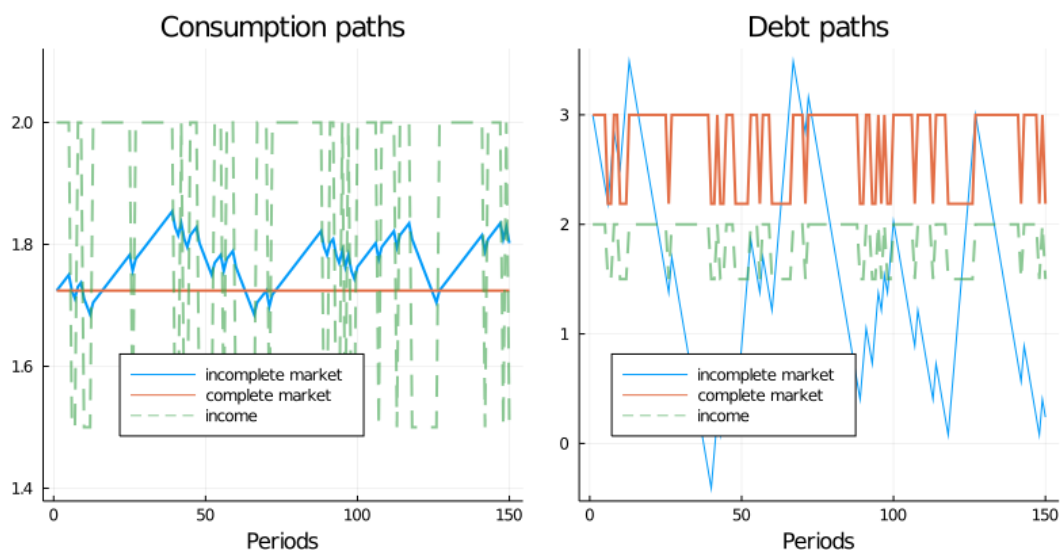 Consumption paths
2.0
1.8
1.6
1.4
incomplete market
complete market
income
0 50 100 150
Periods
Debt paths
3
2
1
0
incomplete market
complete market
income
0 50 100 150
Periods